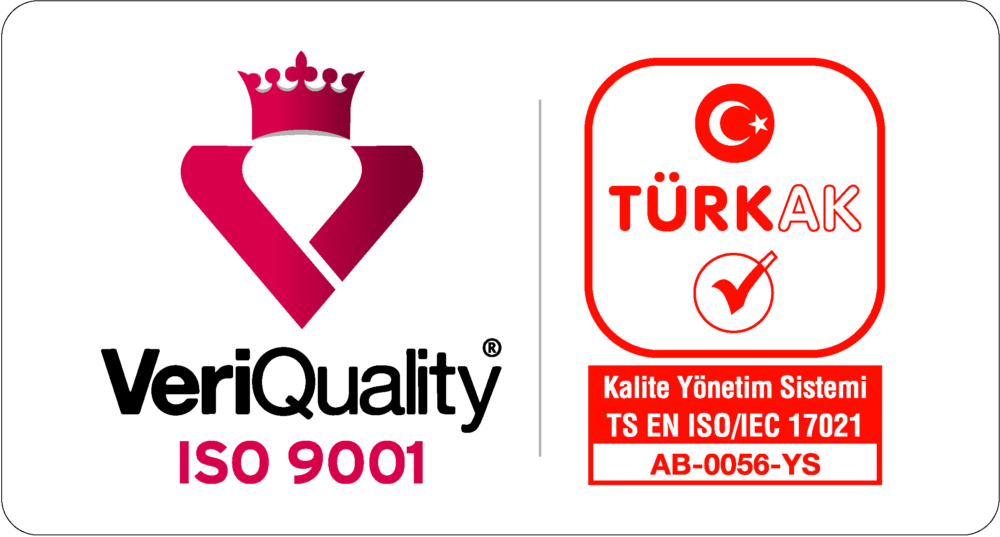 VeriQuality®
ISO 9001
TÜRKAK
Kalite Yönetim Sistemi
TS EN ISO/IEC 17021
AB-0056-YS